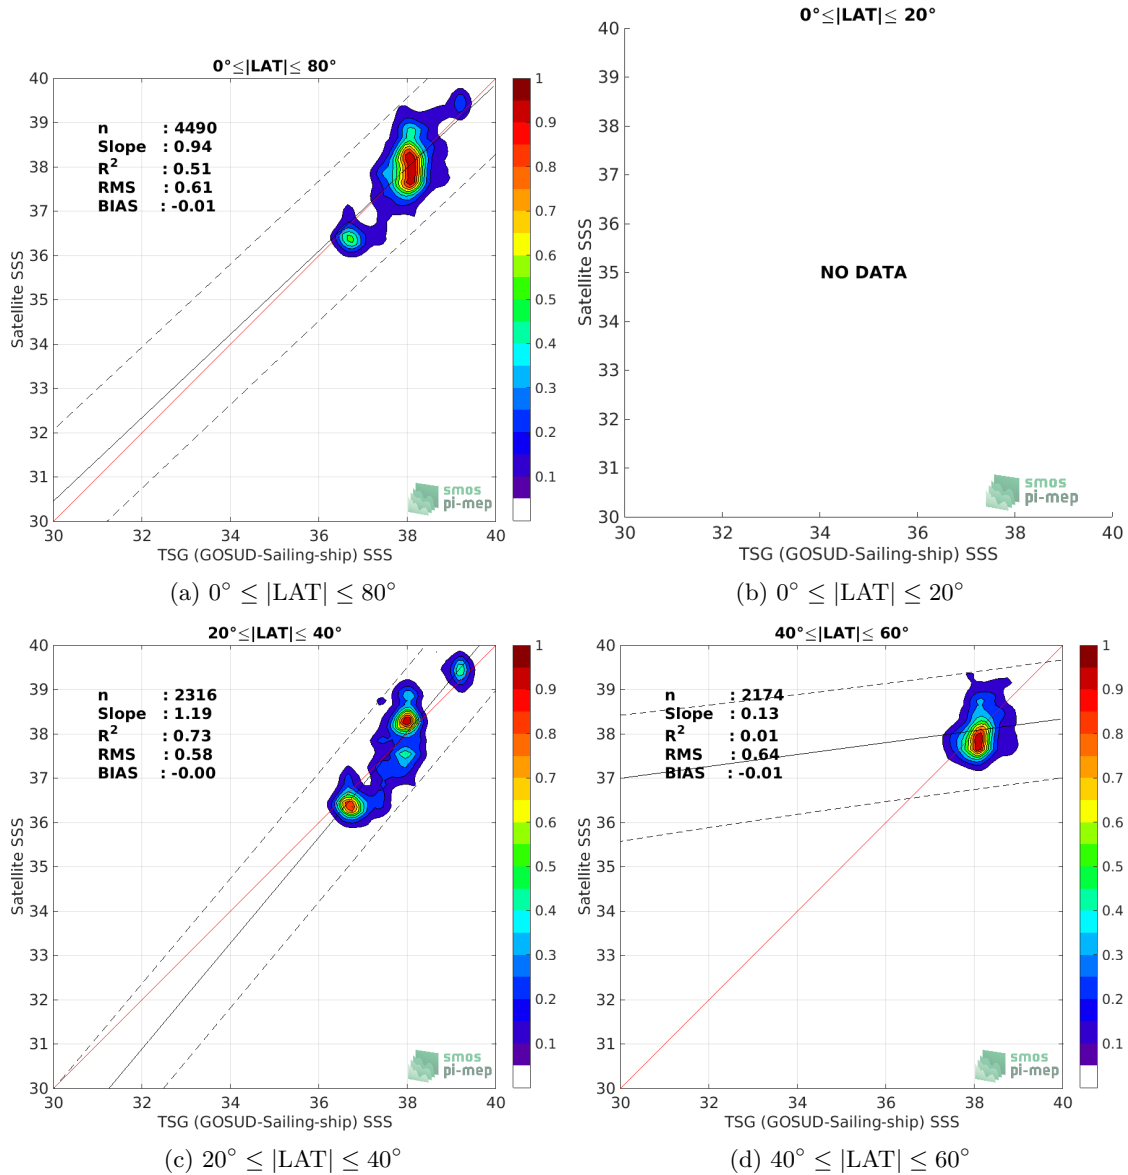 0°≤|LAT|≤ 80°
40
39
38
37
36
35
34
33
32
31
30
30
32
34
36
38
40
Satellite SSS
TSG (GOSUD-Sailing-ship) SSS
n : 4490
Slope : 0.94
R² : 0.51
RMS : 0.61
BIAS : -0.01
1
0.9
0.8
0.7
0.6
0.5
0.4
0.3
0.2
0.1
smos
pi-mep
(a) 0° ≤ |LAT| ≤ 80°
0°≤|LAT|≤ 20°
40
39
38
37
36
35
34
33
32
31
30
30
32
34
36
38
40
Satellite SSS
TSG (GOSUD-Sailing-ship) SSS
NO DATA
smos
pi-mep
(b) 0° ≤ |LAT| ≤ 20°
20°≤|LAT|≤ 40°
40
39
38
37
36
35
34
33
32
31
30
30
32
34
36
38
40
Satellite SSS
TSG (GOSUD-Sailing-ship) SSS
n : 2316
Slope : 1.19
R² : 0.73
RMS : 0.58
BIAS : -0.00
1
0.9
0.8
0.7
0.6
0.5
0.4
0.3
0.2
0.1
smos
pi-mep
(c) 20° ≤ |LAT| ≤ 40°
40°≤|LAT|≤ 60°
40
39
38
37
36
35
34
33
32
31
30
30
32
34
36
38
40
Satellite SSS
TSG (GOSUD-Sailing-ship) SSS
n : 2174
Slope : 0.13
R² : 0.01
RMS : 0.64
BIAS : -0.01
1
0.9
0.8
0.7
0.6
0.5
0.4
0.3
0.2
0.1
smos
pi-mep
(d) 40° ≤ |LAT| ≤ 60°